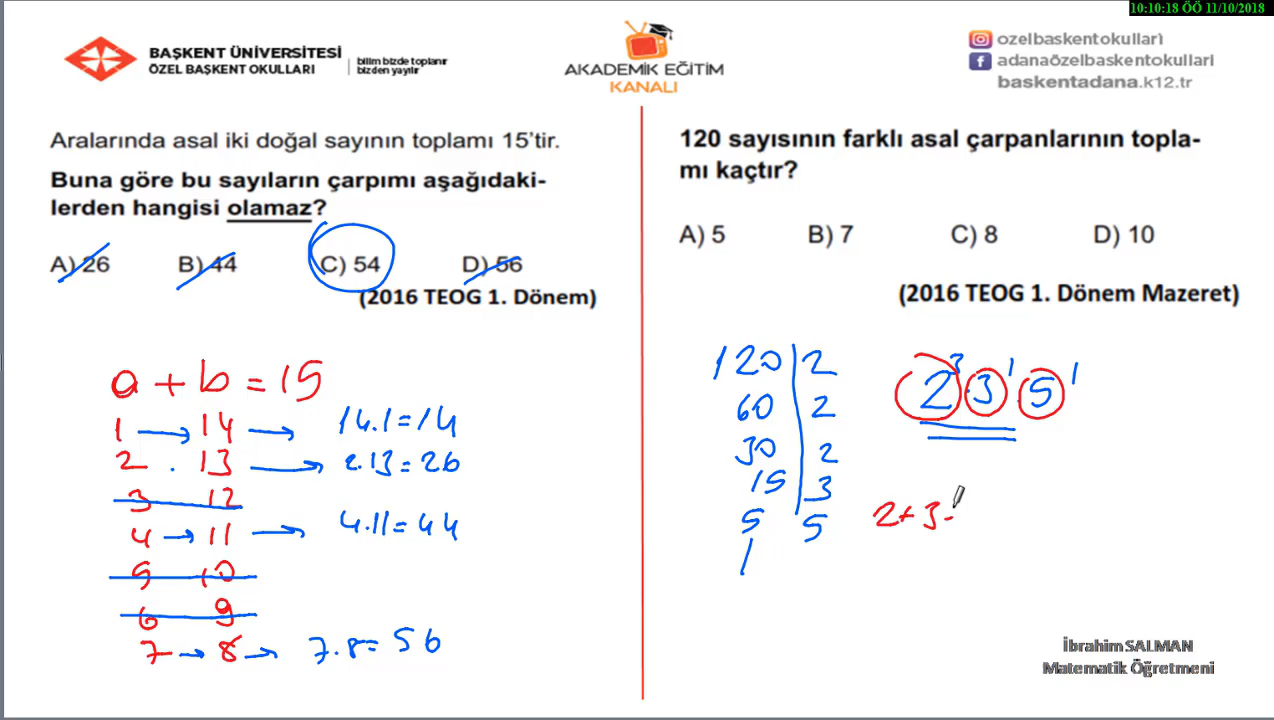 10:10:18 ÖÖ 11/10/2018
BAŞKENT ÜNİVERSİTESİ
ÖZEL BAŞKENT OKULLARI
bilim bizde toplanır
bizden yayılır
AKADEMİK EĞİTİM
KANALI
ozelbaskentokullari
adanaözelbaskentokullari
baskentadana.k12.tr
Aralarında asal iki doğal sayının toplamı 15'tir.
Buna göre bu sayıların çarpımı aşağıdaki-
lerden hangisi olamaz?
A) 26 B) 44 C) 54 D) 56
(2016 TEOG 1. Dönem)
a + b = 15
1 → 14 → 14.1=14
2 . 13 → 2.13=26
3 12
4 → 11 → 4.11=44
5 10
6 9
7 → 8 → 7.8=56
120 sayısının farklı asal çarpanlarının topla-
mı kaçtır?
A) 5 B) 7 C) 8 D) 10
(2016 TEOG 1. Dönem Mazeret)
120 | 2
60 | 2
30 | 2
15 | 3
5 5
1
2³ 3¹ 5¹
2+3-
İbrahim SALMAN
Matematik Öğretmeni